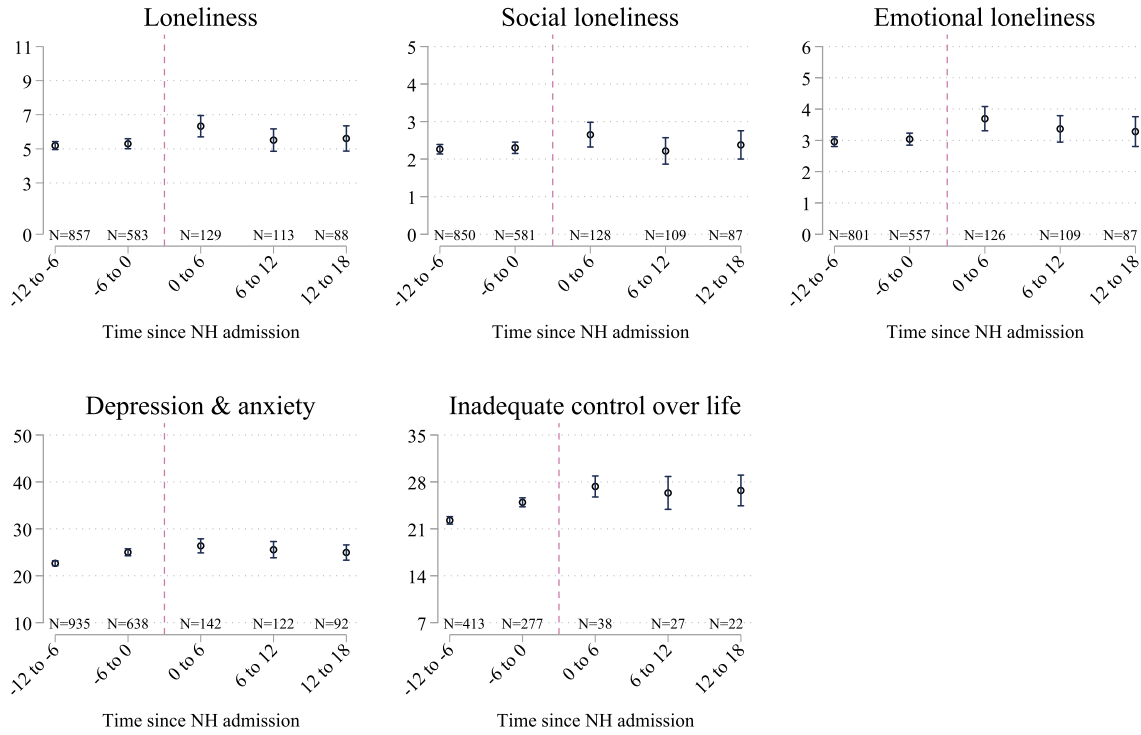 Loneliness
11
9
7
5
3
0
N=857 N=583 N=129 N=113 N=88
-12 to -6 -6 to 0 0 to 6 6 to 12 12 to 18
Time since NH admission
Social loneliness
5
4
3
2
1
0
N=850 N=581 N=128 N=109 N=87
-12 to -6 -6 to 0 0 to 6 6 to 12 12 to 18
Time since NH admission
Emotional loneliness
6
5
4
3
2
1
0
N=801 N=557 N=126 N=109 N=87
-12 to -6 -6 to 0 0 to 6 6 to 12 12 to 18
Time since NH admission
Depression & anxiety
50
40
30
20
10
N=935 N=638 N=142 N=122 N=92
-12 to -6 -6 to 0 0 to 6 6 to 12 12 to 18
Time since NH admission
Inadequate control over life
35
28
21
14
7
N=413 N=277 N=38 N=27 N=22
-12 to -6 -6 to 0 0 to 6 6 to 12 12 to 18
Time since NH admission